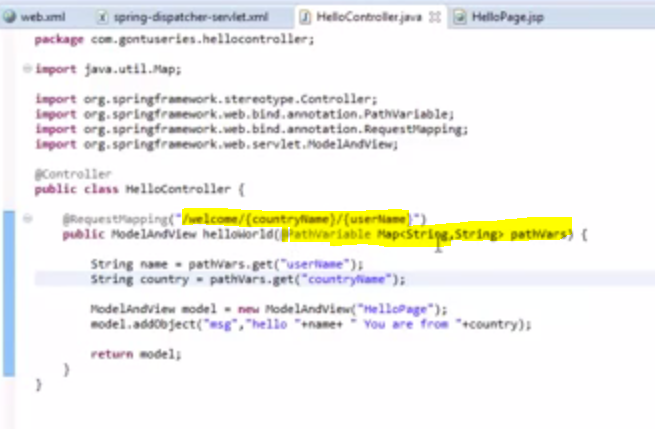 web.xml spring-dispatcher-servlet.xml HelloController.java HelloPage.jsp
package com.gontuseries.hellocontroller;
import java.util.Map;
import org.springframework.stereotype.Controller;
import org.springframework.web.bind.annotation.PathVariable;
import org.springframework.web.bind.annotation.RequestMapping;
import org.springframework.web.servlet.ModelAndView;
@Controller
public class HelloController {
@RequestMapping("/welcome/{countryName}/{userName}")
public ModelAndView helloWorld(@PathVariable Map<String,String> pathVars) {
String name = pathVars.get("userName");
String country = pathVars.get("countryName");
ModelAndView model = new ModelAndView("HelloPage");
model.addObject("msg","hello "+name+ " You are from "+country);
return model;
}
}